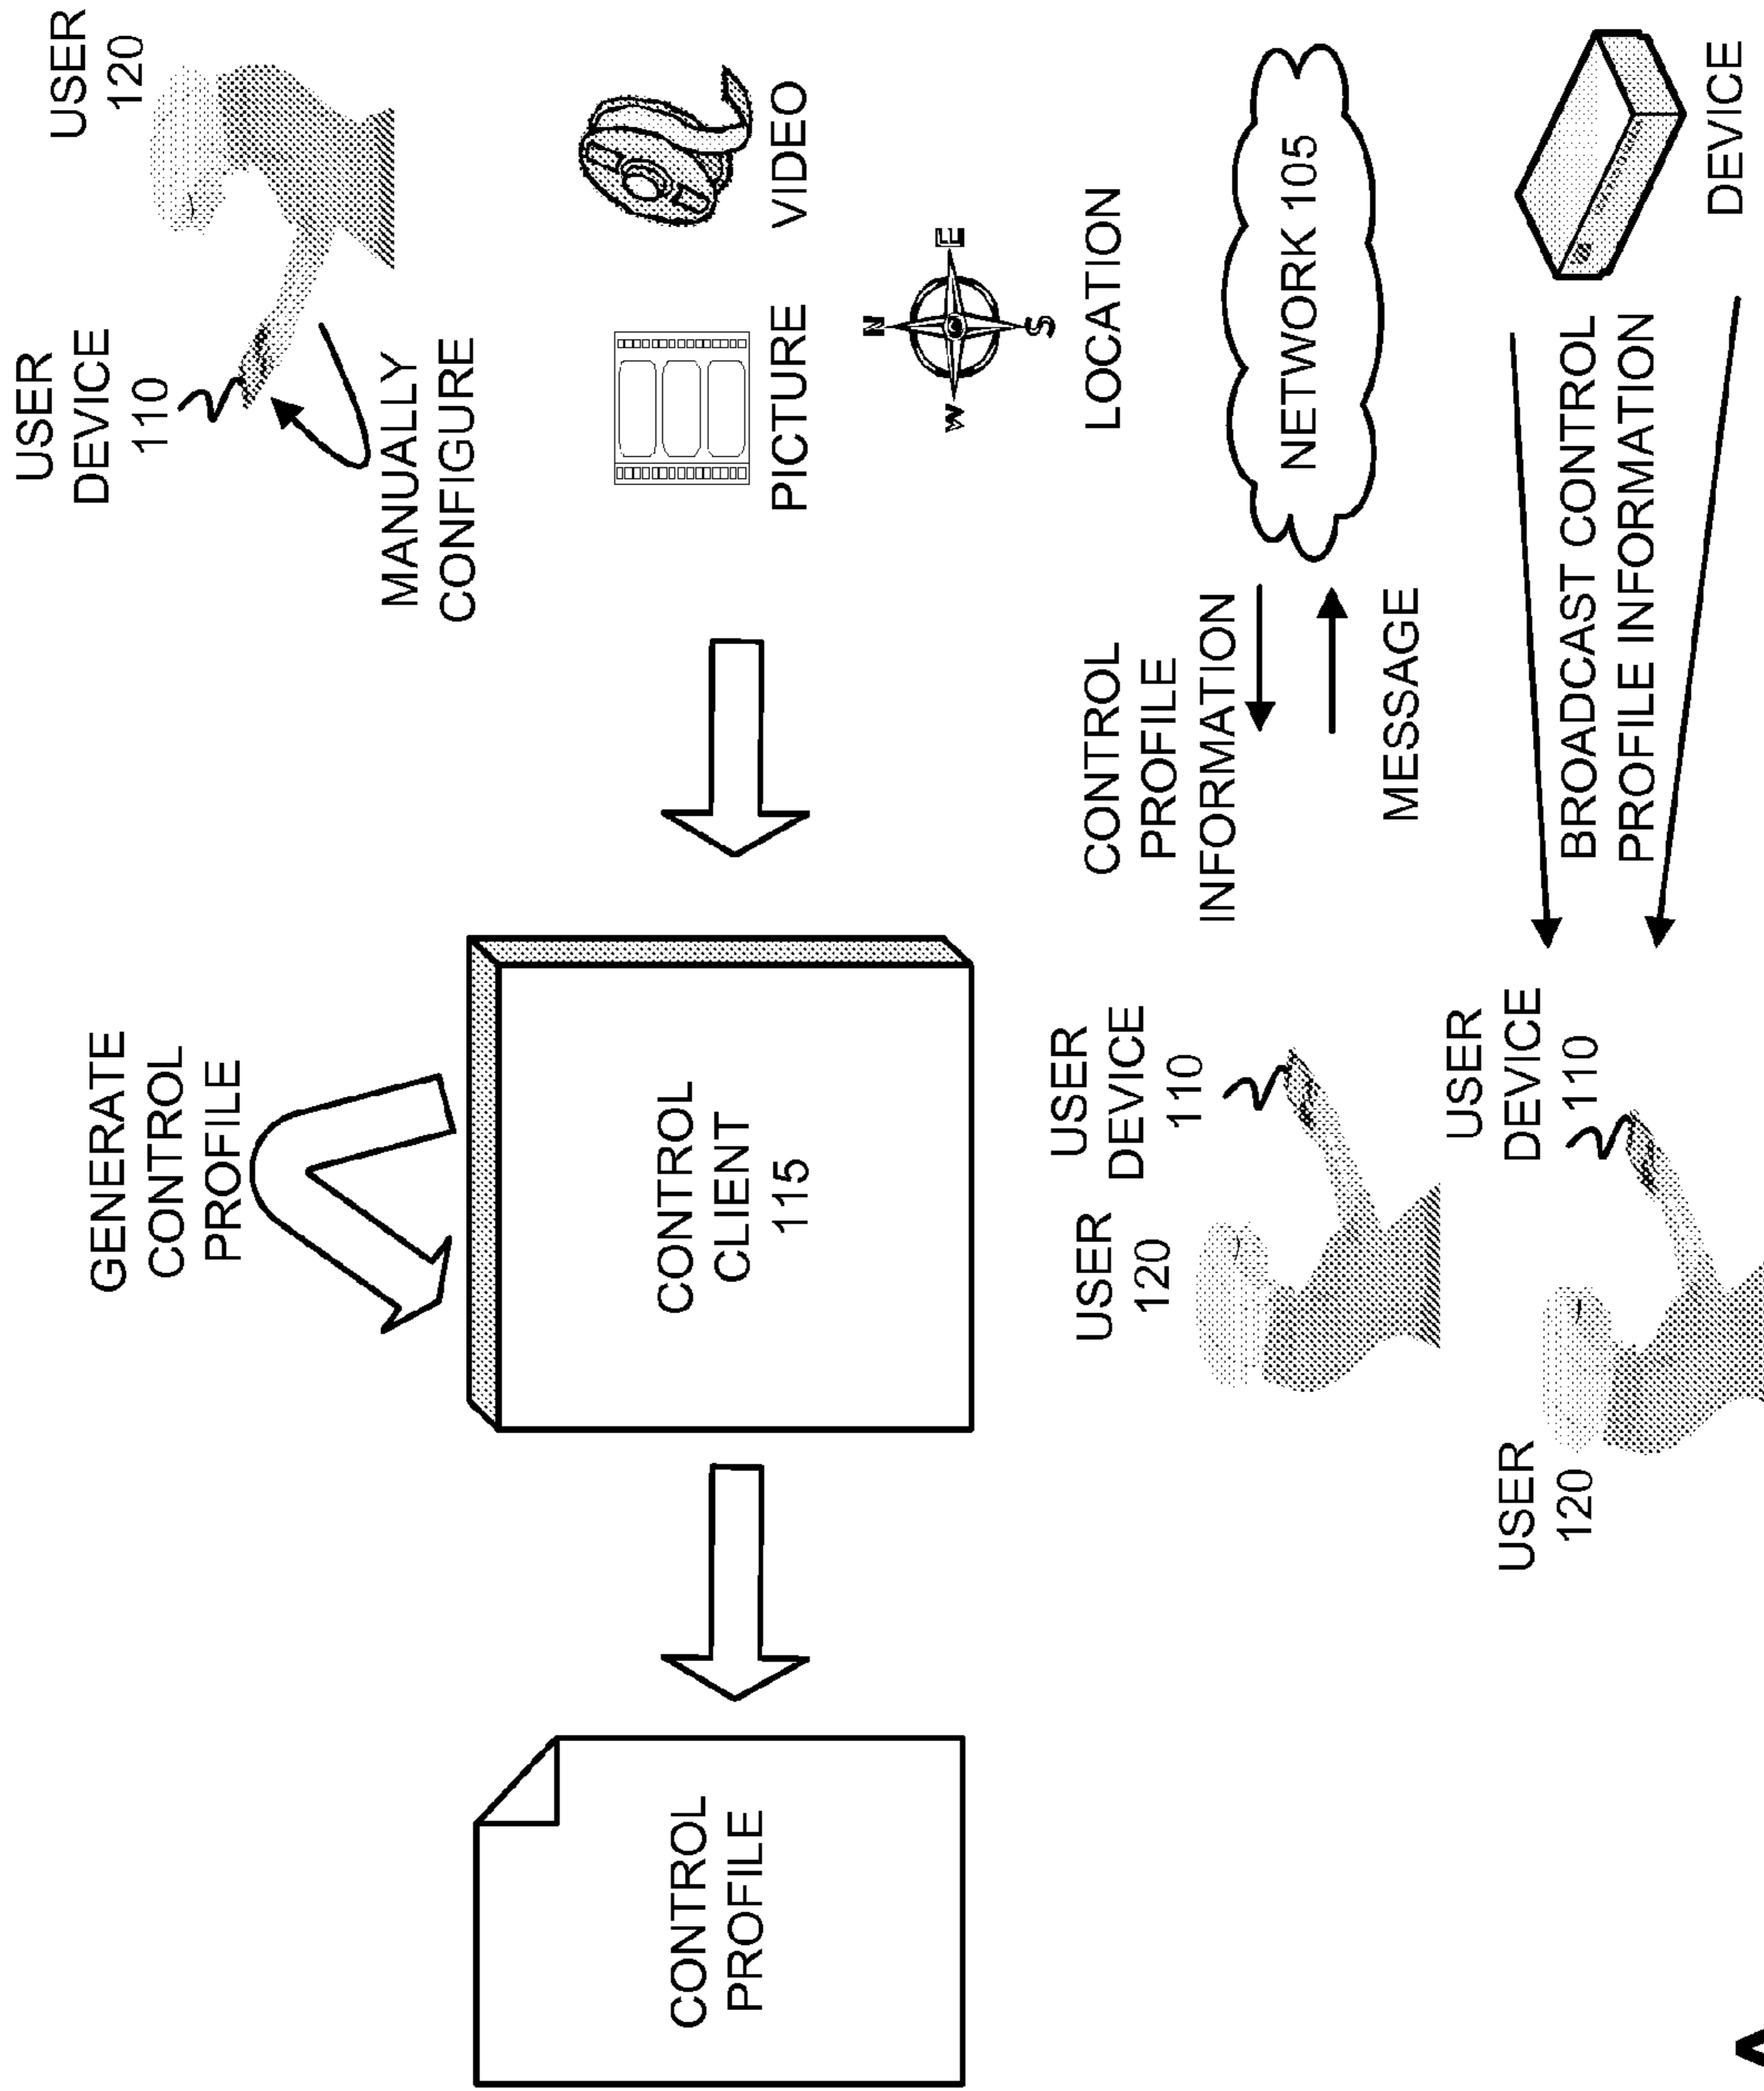 GENERATE
CONTROL
PROFILE
USER
DEVICE
110
USER
120
MANUALLY
CONFIGURE
CONTROL
PROFILE
CONTROL
CLIENT
115
PICTURE
VIDEO
N
W
E
S
LOCATION
USER
120
USER
DEVICE
110
CONTROL
PROFILE
INFORMATION
MESSAGE
NETWORK 105
USER
120
USER
DEVICE
110
BROADCAST CONTROL
PROFILE INFORMATION
DEVICE